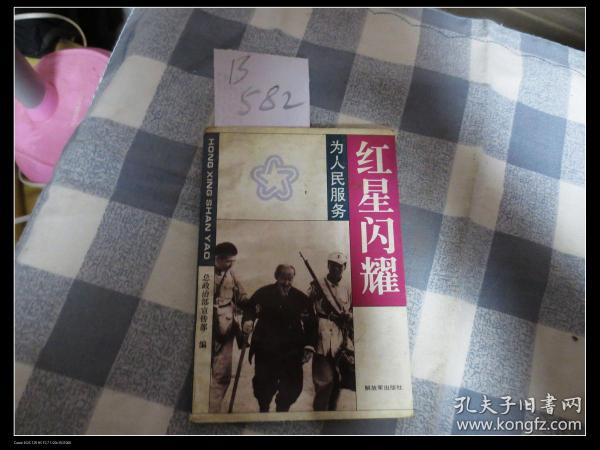 B
582
HONG XING SHAN YAO
为人民服务
红星闪耀
总政治部宣传部 编
解放军出版社
孔夫子旧书网
www.kongfz.com